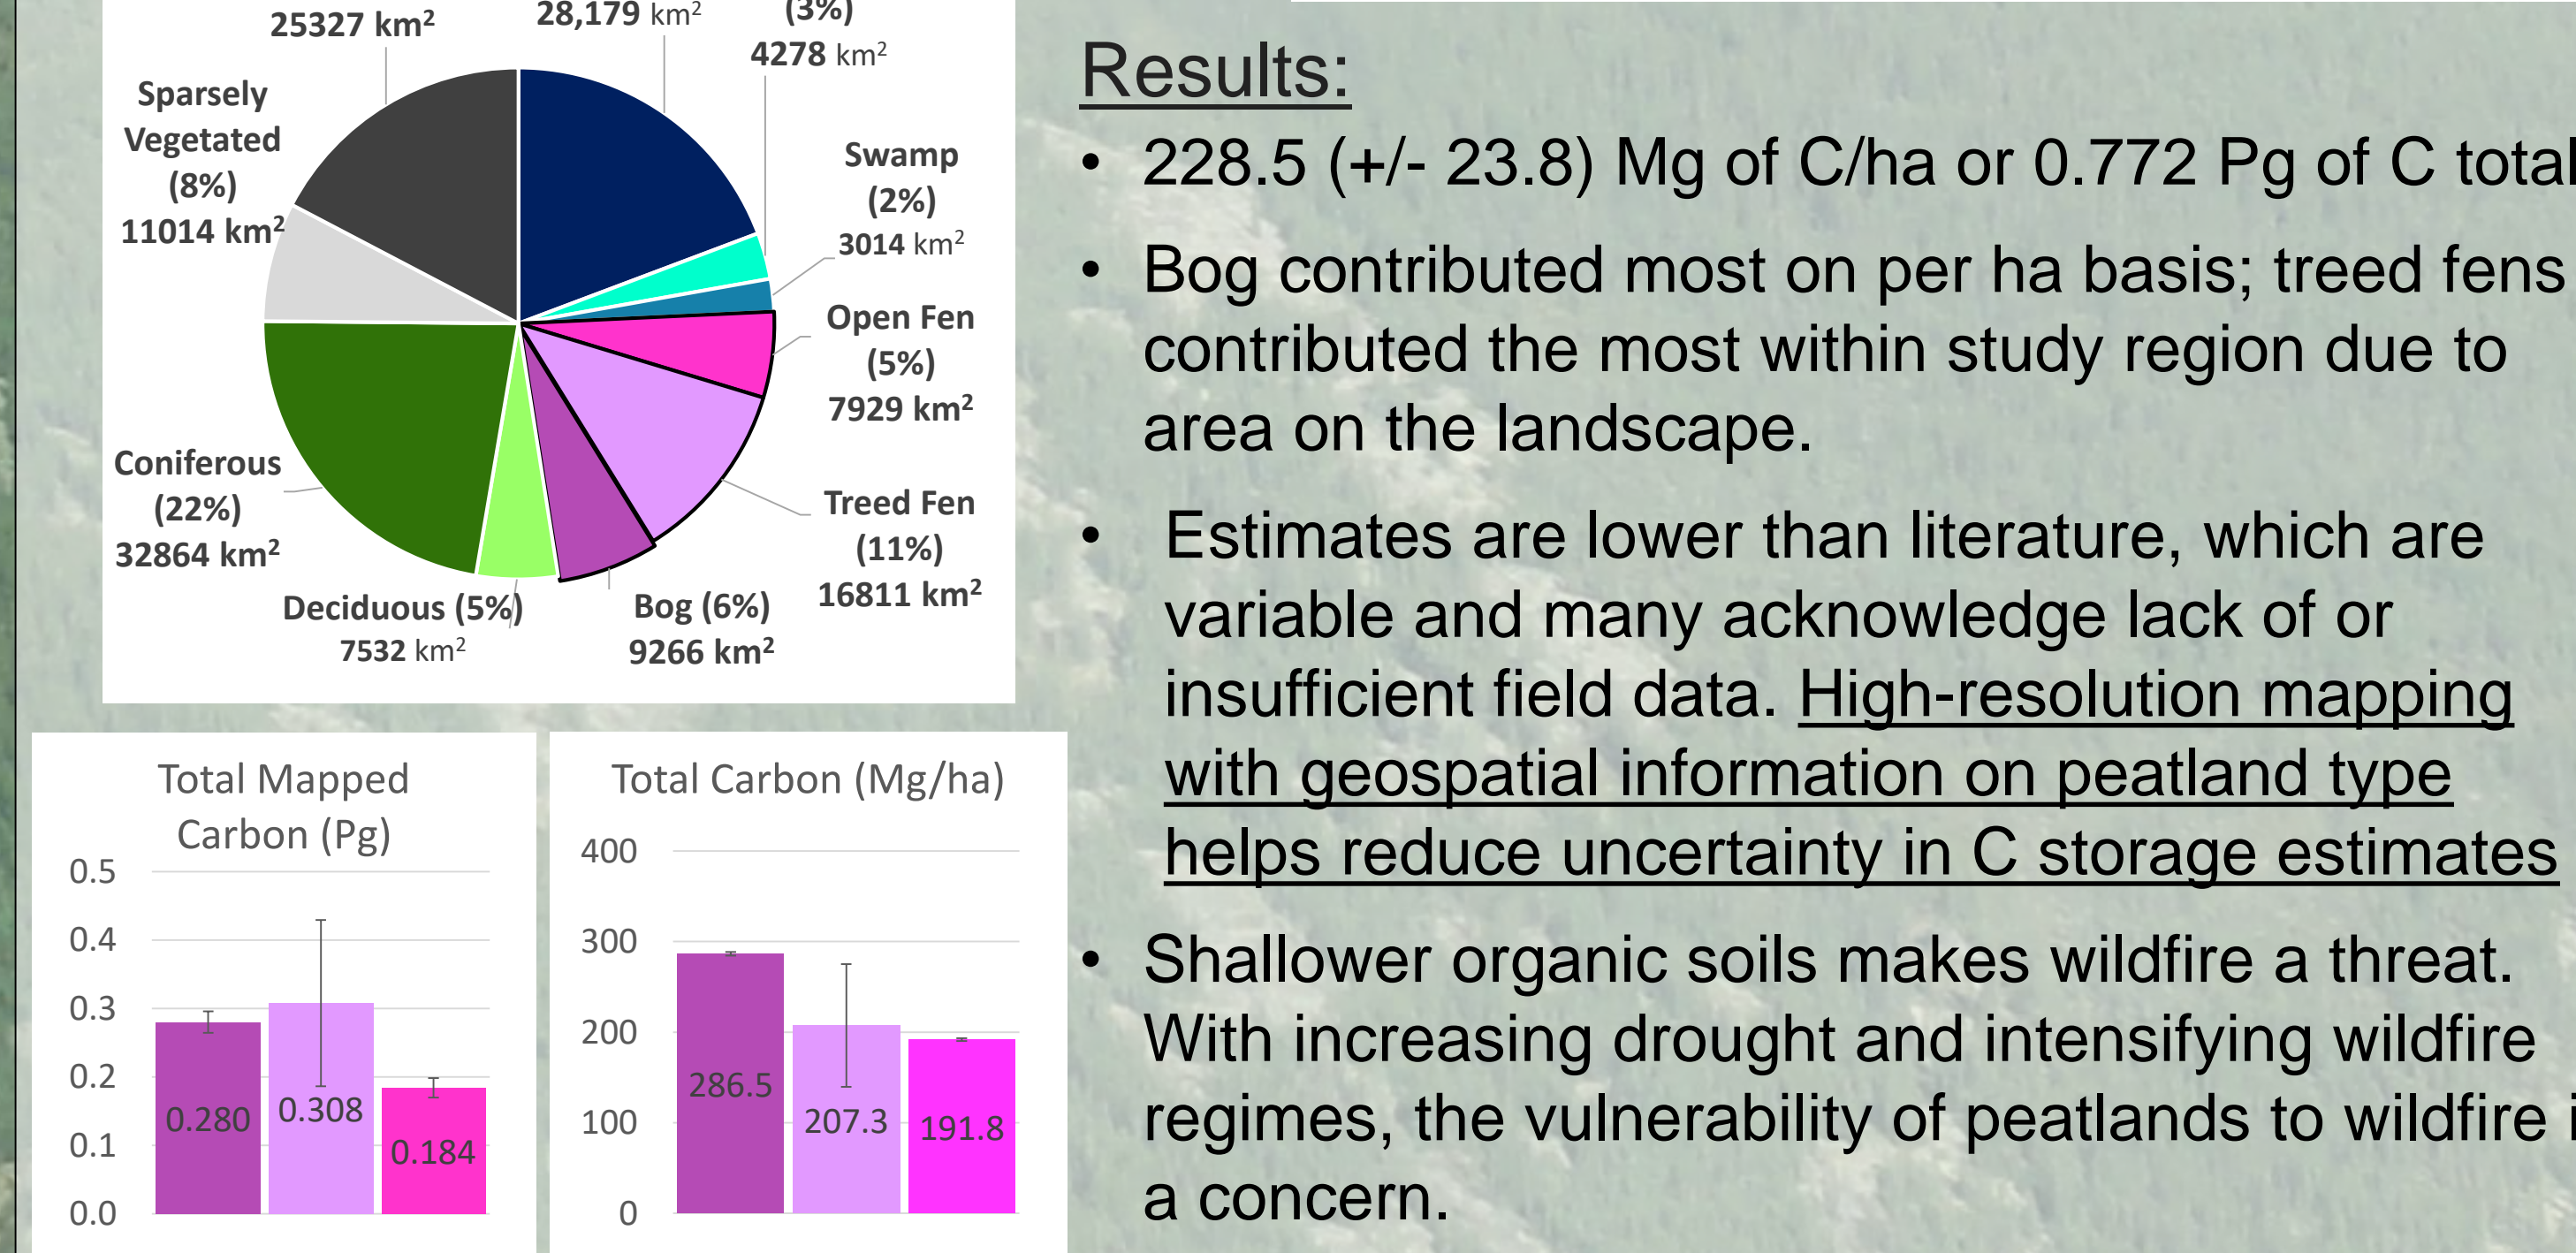 25327 km²
28,179 km²
(3%)
4278 km²
Sparsely
Vegetated
(8%)
11014 km²
Swamp
(2%)
3014 km²
Open Fen
(5%)
7929 km²
Coniferous
(22%)
32864 km²
Treed Fen
(11%)
16811 km²
Deciduous (5%)
7532 km²
Bog (6%)
9266 km²
Total Mapped
Carbon (Pg)
0.5
0.4
0.3
0.2
0.1
0.0
0.280
0.308
0.184
Total Carbon (Mg/ha)
400
300
200
100
0
286.5
207.3
191.8
Results:
• 228.5 (+/- 23.8) Mg of C/ha or 0.772 Pg of C total
• Bog contributed most on per ha basis; treed fens
contributed the most within study region due to
area on the landscape.
• Estimates are lower than literature, which are
variable and many acknowledge lack of or
insufficient field data. High-resolution mapping
with geospatial information on peatland type
helps reduce uncertainty in C storage estimates
• Shallower organic soils makes wildfire a threat.
With increasing drought and intensifying wildfire
regimes, the vulnerability of peatlands to wildfire
a concern.